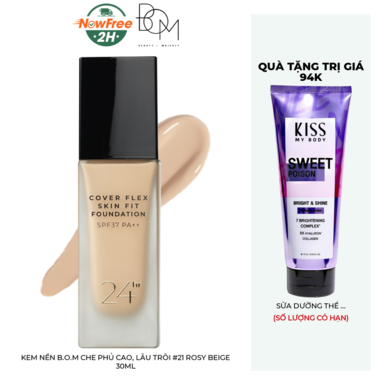 NowFree
2H
B.O.M
BEAUTY + MAJESTY
QUÀ TẶNG TRỊ GIÁ
94K
COVER FLEX
SKIN FIT
FOUNDATION
SPF37 PA++
24hr
KISS
MY BODY
SWEET
POISON
BRIGHT & SHINE
7 BRIGHTENING
COMPLEX
COLLAGEN
SỮA DƯỠNG THỂ ...
(SỐ LƯỢNG CÓ HẠN)
KEM NỀN B.O.M CHE PHỦ CAO, LÂU TRÔI #21 ROSY BEIGE
30ML